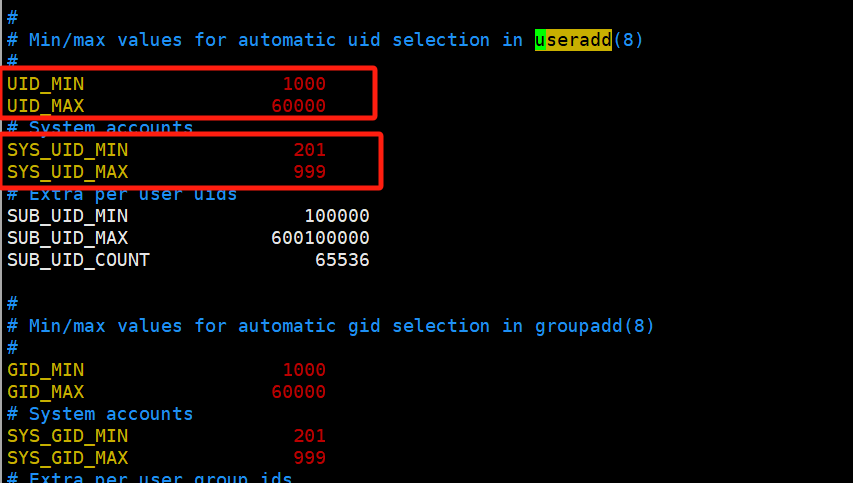 #
# Min/max values for automatic uid selection in useradd(8)
#
UID_MIN 1000
UID_MAX 60000
# System accounts
SYS_UID_MIN 201
SYS_UID_MAX 999
# Extra per user uids
SUB_UID_MIN 100000
SUB_UID_MAX 600100000
SUB_UID_COUNT 65536
#
# Min/max values for automatic gid selection in groupadd(8)
#
GID_MIN 1000
GID_MAX 60000
# System accounts
SYS_GID_MIN 201
SYS_GID_MAX 999
# Extra per user group ids